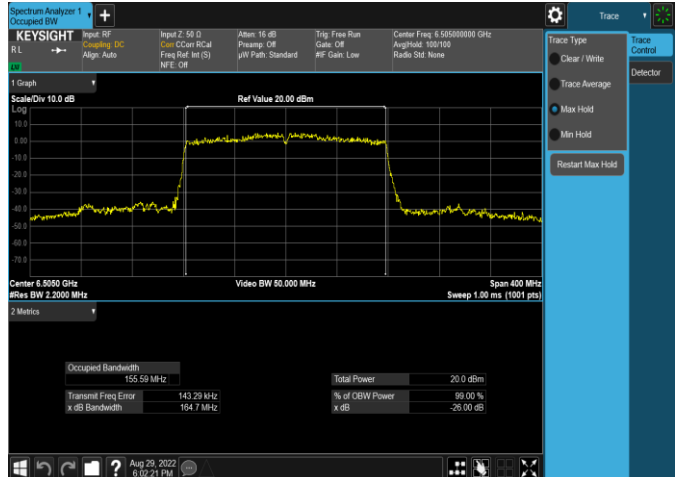 Spectrum Analyzer 1
Occupied BW
Trace
KEYSIGHT
R L
Input: RF
Coupling: DC
Align: Auto
Input Z: 50 Ω
Corr CCorr RCal
Freq Ref: Int (S)
NFE: Off
Atten: 16 dB
Preamp: Off
µW Path: Standard
Trig: Free Run
Gate: Off
#IF Gain: Low
Center Freq: 6.505000000 GHz
Avg|Hold: 100/100
Radio Std: None
Trace Type
Clear / Write
Trace Average
Max Hold
Min Hold
Restart Max Hold
Trace
Control
Detector
1 Graph
Scale/Div 10.0 dB
Ref Value 20.00 dBm
Log
10.0
0.00
-10.0
-20.0
-30.0
-40.0
-50.0
-60.0
-70.0
Center 6.5050 GHz
Video BW 50.000 MHz
Span 400 MHz
#Res BW 2.2000 MHz
Sweep 1.00 ms (1001 pts)
2 Metrics
Occupied Bandwidth
155.59 MHz
Total Power 20.0 dBm
Transmit Freq Error 143.29 kHz
% of OBW Power 99.00 %
x dB Bandwidth 164.7 MHz
x dB -26.00 dB
Aug 29, 2022
6:02:21 PM